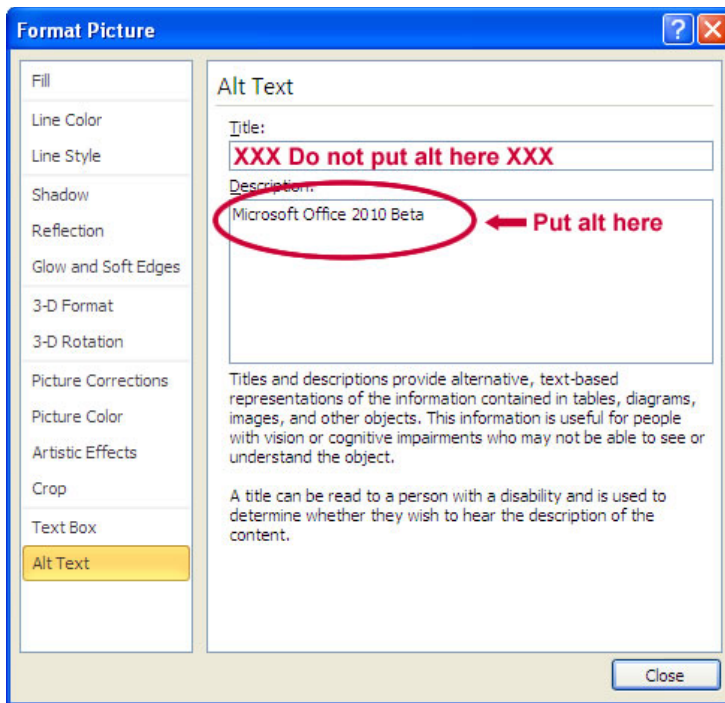 Format Picture
?
X
Fill
Line Color
Line Style
Shadow
Reflection
Glow and Soft Edges
3-D Format
3-D Rotation
Picture Corrections
Picture Color
Artistic Effects
Crop
Text Box
Alt Text
Alt Text
Title:
XXX Do not put alt here XXX
Description:
Microsoft Office 2010 Beta
Put alt here
Titles and descriptions provide alternative, text-based
representations of the information contained in tables, diagrams,
images, and other objects. This information is useful for people
with vision or cognitive impairments who may not be able to see or
understand the object.
A title can be read to a person with a disability and is used to
determine whether they wish to hear the description of the
content.
Close